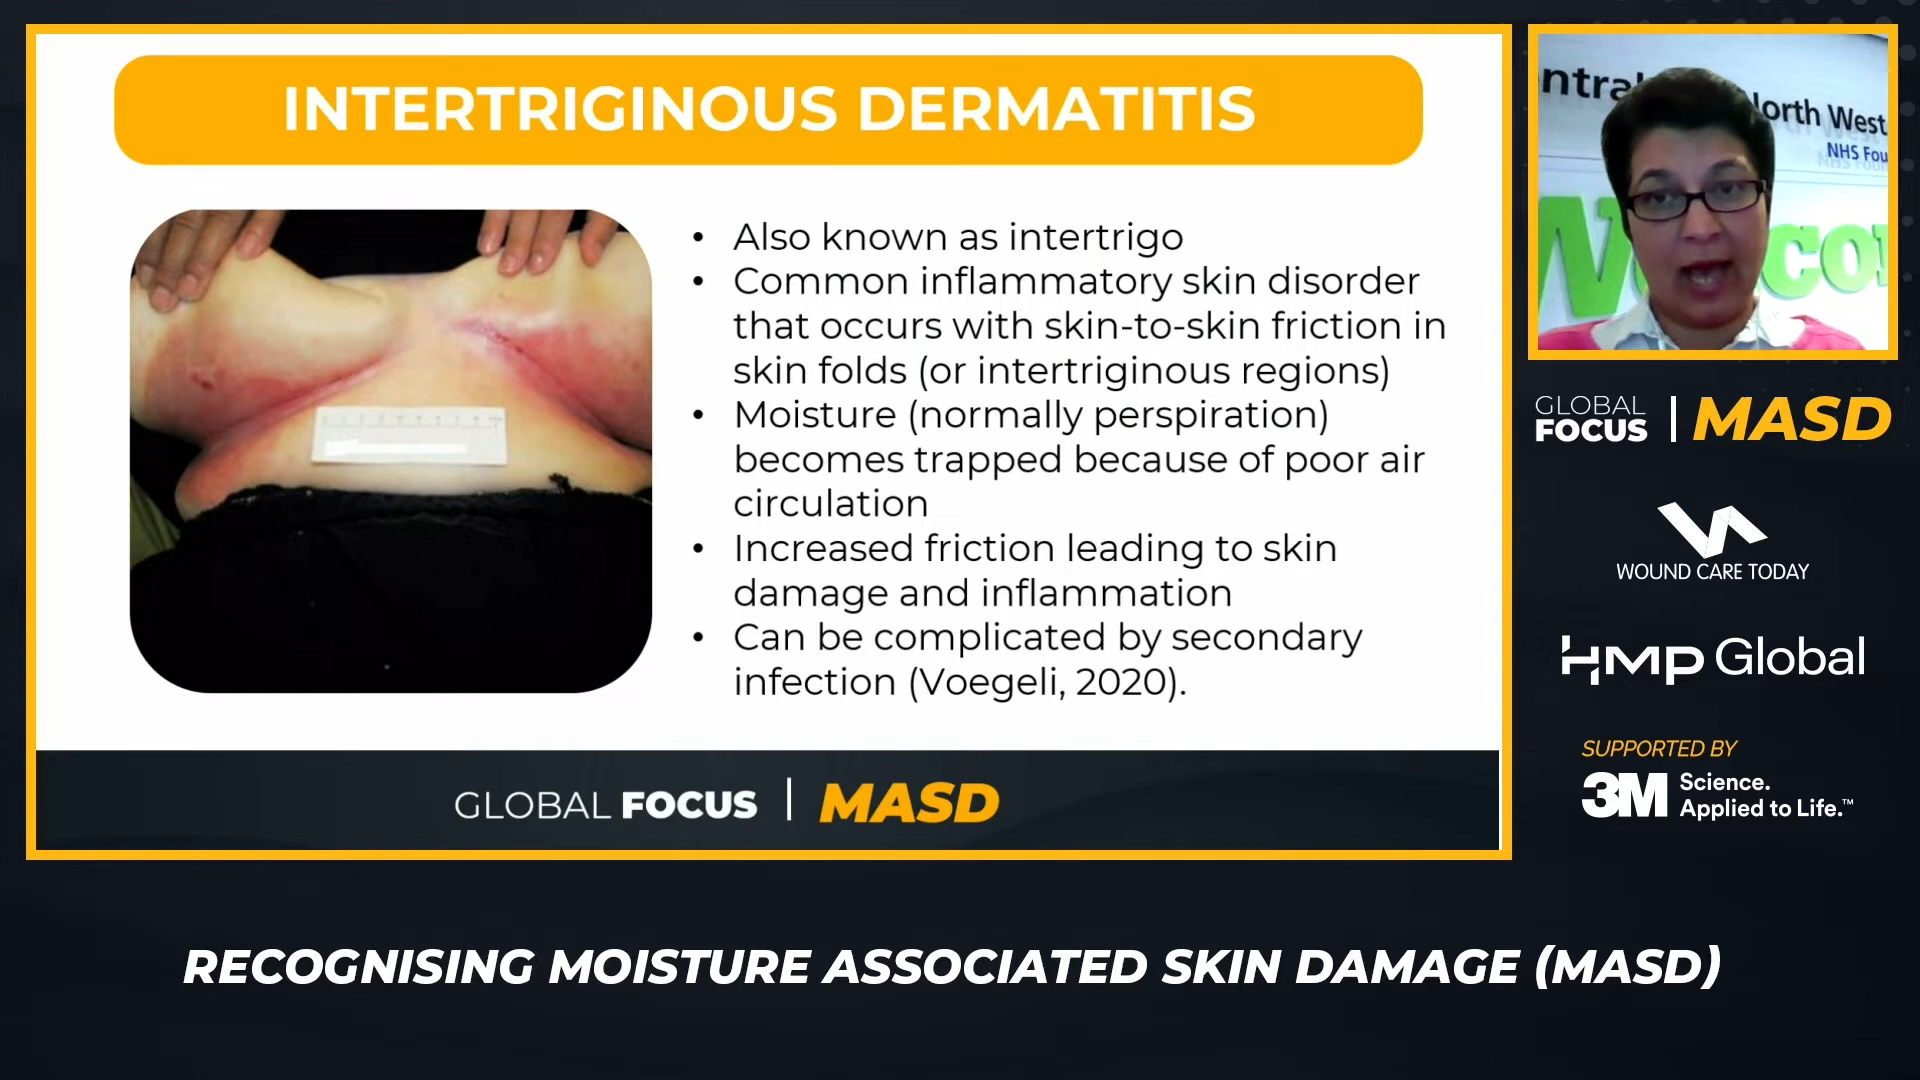 INTERTRIGINOUS DERMATITIS
• Also known as intertrigo
• Common inflammatory skin disorder
that occurs with skin-to-skin friction in
skin folds (or intertriginous regions)
• Moisture (normally perspiration)
becomes trapped because of poor air
circulation
• Increased friction leading to skin
damage and inflammation
• Can be complicated by secondary
infection (Voegeli, 2020).
GLOBAL FOCUS | MASD
ntra
orth West
NHS Fou
W co
GLOBAL
FOCUS | MASD
WOUND CARE TODAY
HMP Global
SUPPORTED BY
3M Science.
Applied to Life.™
RECOGNISING MOISTURE ASSOCIATED SKIN DAMAGE (MASD)